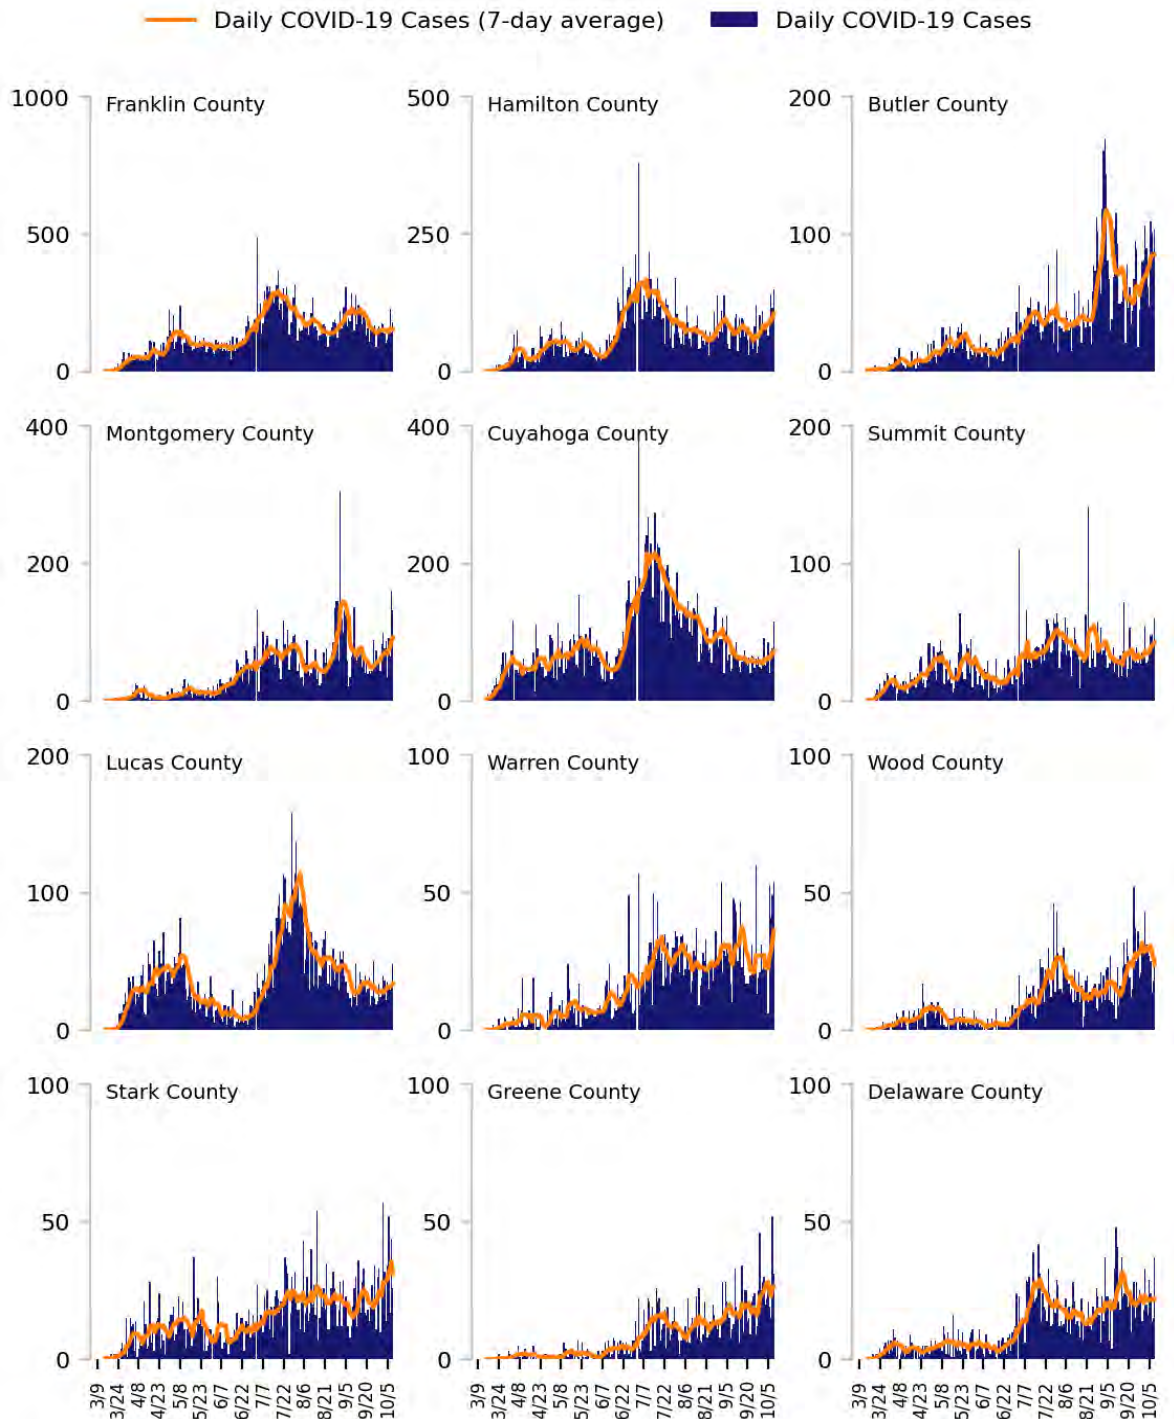 Daily COVID-19 Cases (7-day average) Daily COVID-19 Cases
1000 Franklin County 500 Hamilton County 200 Butler County
500 250 100
0 0 0
400 Montgomery County 400 Cuyahoga County 200 Summit County
200 200 100
0 0 0
200 Lucas County 100 Warren County 100 Wood County
100 50 50
0 0 0
100 Stark County 100 Greene County 100 Delaware County
50 50 50
0 0 0
3/9 3/24 4/8 4/23 5/8 5/23 6/7 6/22 7/7 7/22 8/6 8/21 9/5 9/20 10/5 3/9 3/24 4/8 4/23 5/8 5/23 6/7 6/22 7/7 7/22 8/6 8/21 9/5 9/20 10/5 3/9 3/24 4/8 4/23 5/8 5/23 6/7 6/22 7/7 7/22 8/6 8/21 9/5 9/20 10/5